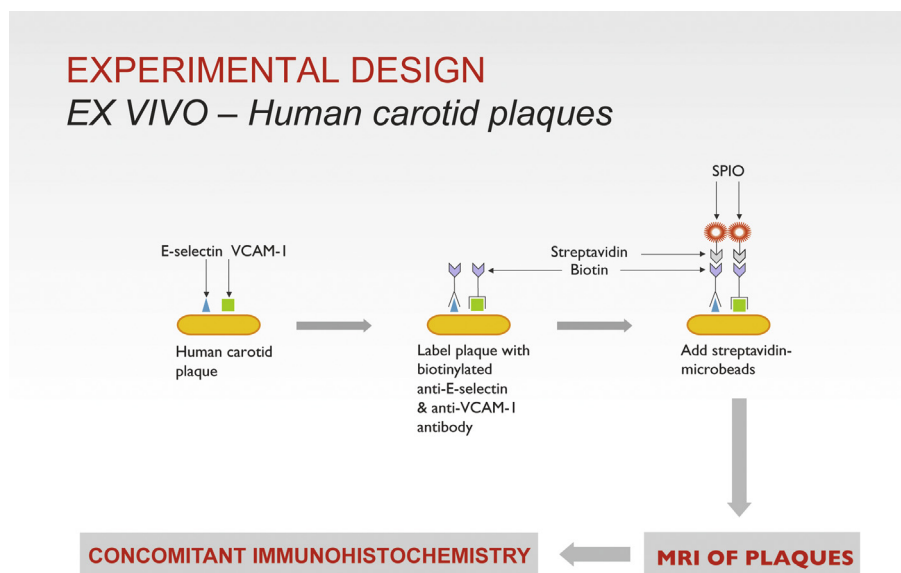 EXPERIMENTAL DESIGN
EX VIVO – Human carotid plaques
SPIO
E-selectin VCAM-1
Streptavidin
Biotin
Human carotid
plaque
Label plaque with
biotinylated
anti-E-selectin
& anti-VCAM-1
antibody
Add streptavidin-
microbeads
CONCOMITANT IMMUNOHISTOCHEMISTRY
MRI OF PLAQUES